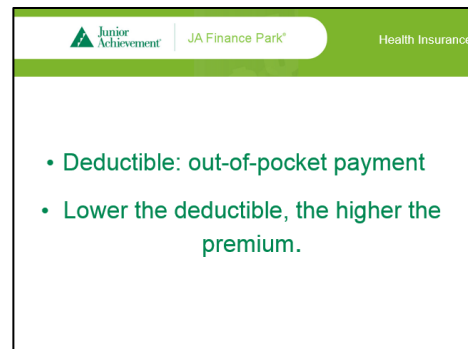 Junior
Achievement®
JA Finance Park®
Health Insurance
• Deductible: out-of-pocket payment
• Lower the deductible, the higher the
premium.